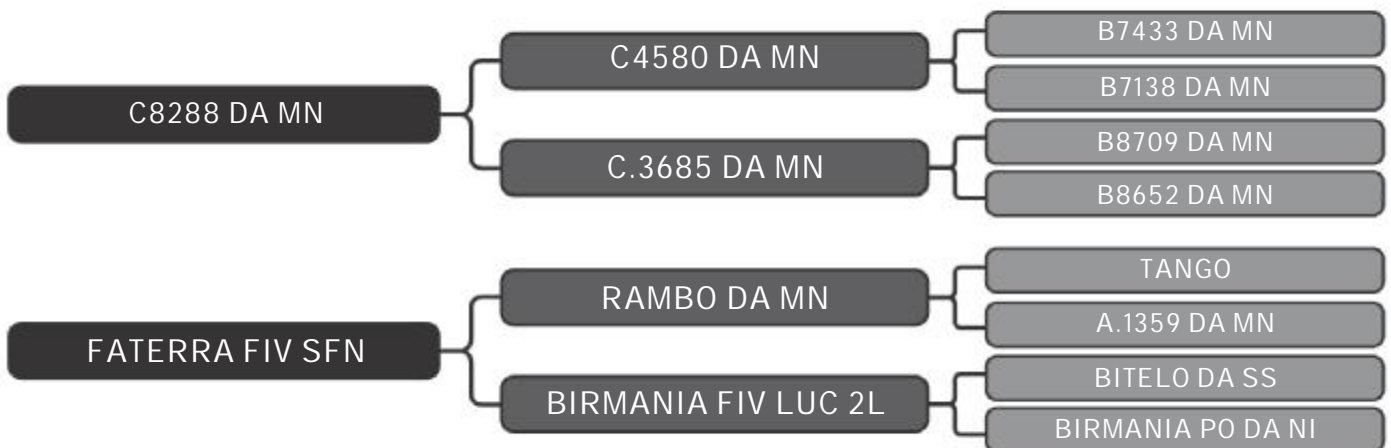 C8288 DA MN
C4580 DA MN
B7433 DA MN
B7138 DA MN
C.3685 DA MN
B8709 DA MN
B8652 DA MN
FATERRA FIV SFN
RAMBO DA MN
TANGO
A.1359 DA MN
BIRMANIA FIV LUC 2L
BITELO DA SS
BIRMANIA PO DA NI